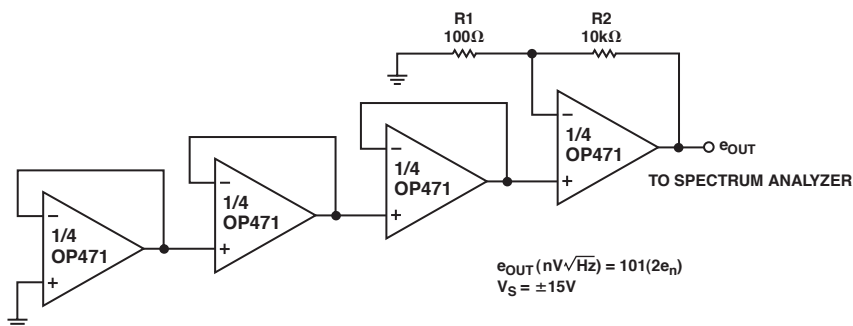 R1
100Ω
R2
10kΩ
–
+
1/4
OP471
–
+
1/4
OP471
–
+
1/4
OP471
–
+
1/4
OP471
eOUT
TO SPECTRUM ANALYZER
eOUT (nV√Hz) = 101(2en)
VS = ±15V